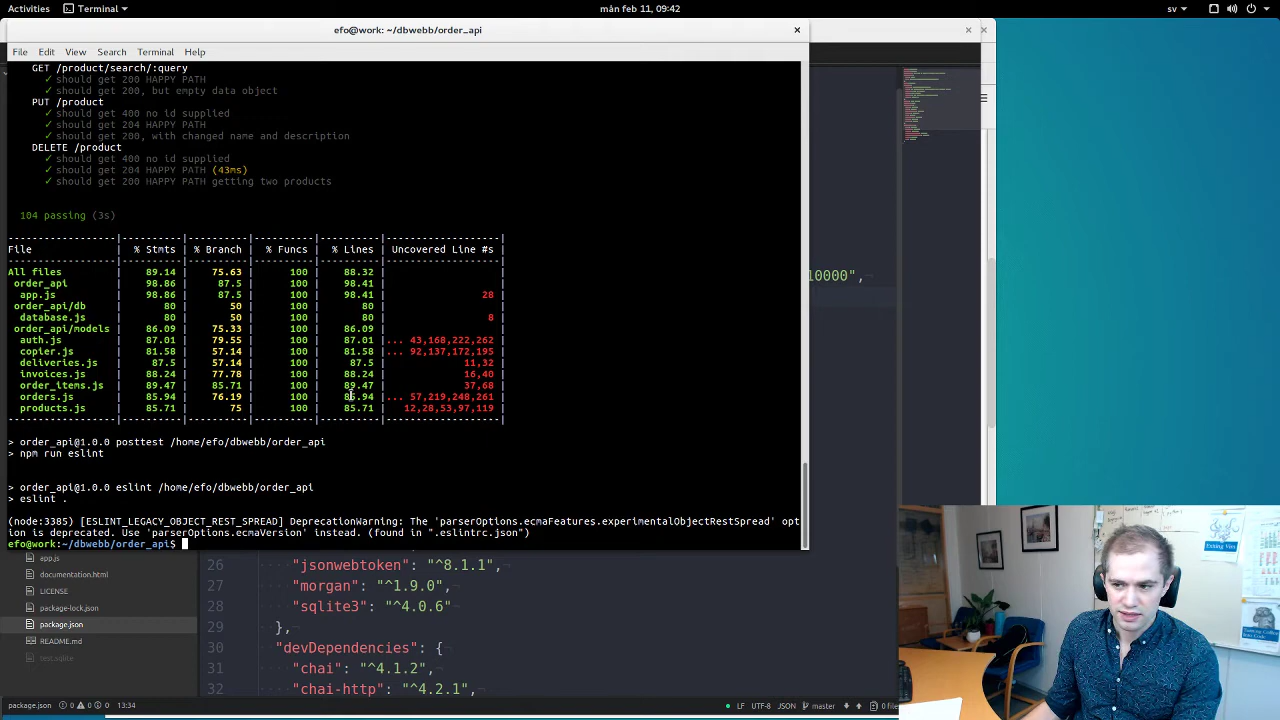 Activities Terminal mån feb 11, 09:42 sv
efo@work: ~/dbwebb/order_api
File Edit View Search Terminal Help
GET /product/search/:query
✓ should get 200 HAPPY PATH
✓ should get 200, but empty data object
PUT /product
✓ should get 400 no id supplied
✓ should get 204 HAPPY PATH
✓ should get 200, with changed name and description
DELETE /product
✓ should get 400 no id supplied
✓ should get 204 HAPPY PATH (43ms)
✓ should get 200 HAPPY PATH getting two products
104 passing (3s)
File | % Stmts | % Branch | % Funcs | % Lines | Uncovered Line #s |
All files | 89.14 | 75.63 | 100 | 88.32 | |
order_api | 98.86 | 87.5 | 100 | 98.41 | |
app.js | 98.86 | 87.5 | 100 | 98.41 | 28 |
order_api/db | 80 | 50 | 100 | 80 | |
database.js | 80 | 50 | 100 | 80 | 8 |
order_api/models | 86.09 | 75.33 | 100 | 86.09 | |
auth.js | 87.01 | 79.55 | 100 | 87.01 | ... 43,168,222,262 |
copier.js | 81.58 | 57.14 | 100 | 81.58 | ... 92,137,172,195 |
deliveries.js | 87.5 | 57.14 | 100 | 87.5 | 11,32 |
invoices.js | 88.24 | 77.78 | 100 | 88.24 | 16,40 |
order_items.js | 89.47 | 85.71 | 100 | 89.47 | 37,68 |
orders.js | 85.94 | 76.19 | 100 | 85.94 | ... 57,219,248,261 |
products.js | 85.71 | 75 | 100 | 85.71 | 12,28,53,97,119 |
> order_api@1.0.0 posttest /home/efo/dbwebb/order_api
> npm run eslint
> order_api@1.0.0 eslint /home/efo/dbwebb/order_api
> eslint .
(node:3385) [ESLINT_LEGACY_OBJECT_REST_SPREAD] DeprecationWarning: The 'parserOptions.ecmaFeatures.experimentalObjectRestSpread' opt
ion is deprecated. Use 'parserOptions.ecmaVersion' instead. (found in ".eslintrc.json")
efo@work:~/dbwebb/order_api$
10000",
app.js
documentation.html
LICENSE
package-lock.json
package.json
README.md
test.sqlite
26 "jsonwebtoken": "^8.1.1",
27 "morgan": "^1.9.0",
28 "sqlite3": "^4.0.6"
29 },
30 "devDependencies": {
31 "chai": "^4.1.2",
32 "chai-http": "^4.2.1",
package.json 0 0 0 13:34 LF UTF-8 JSON master 0 files